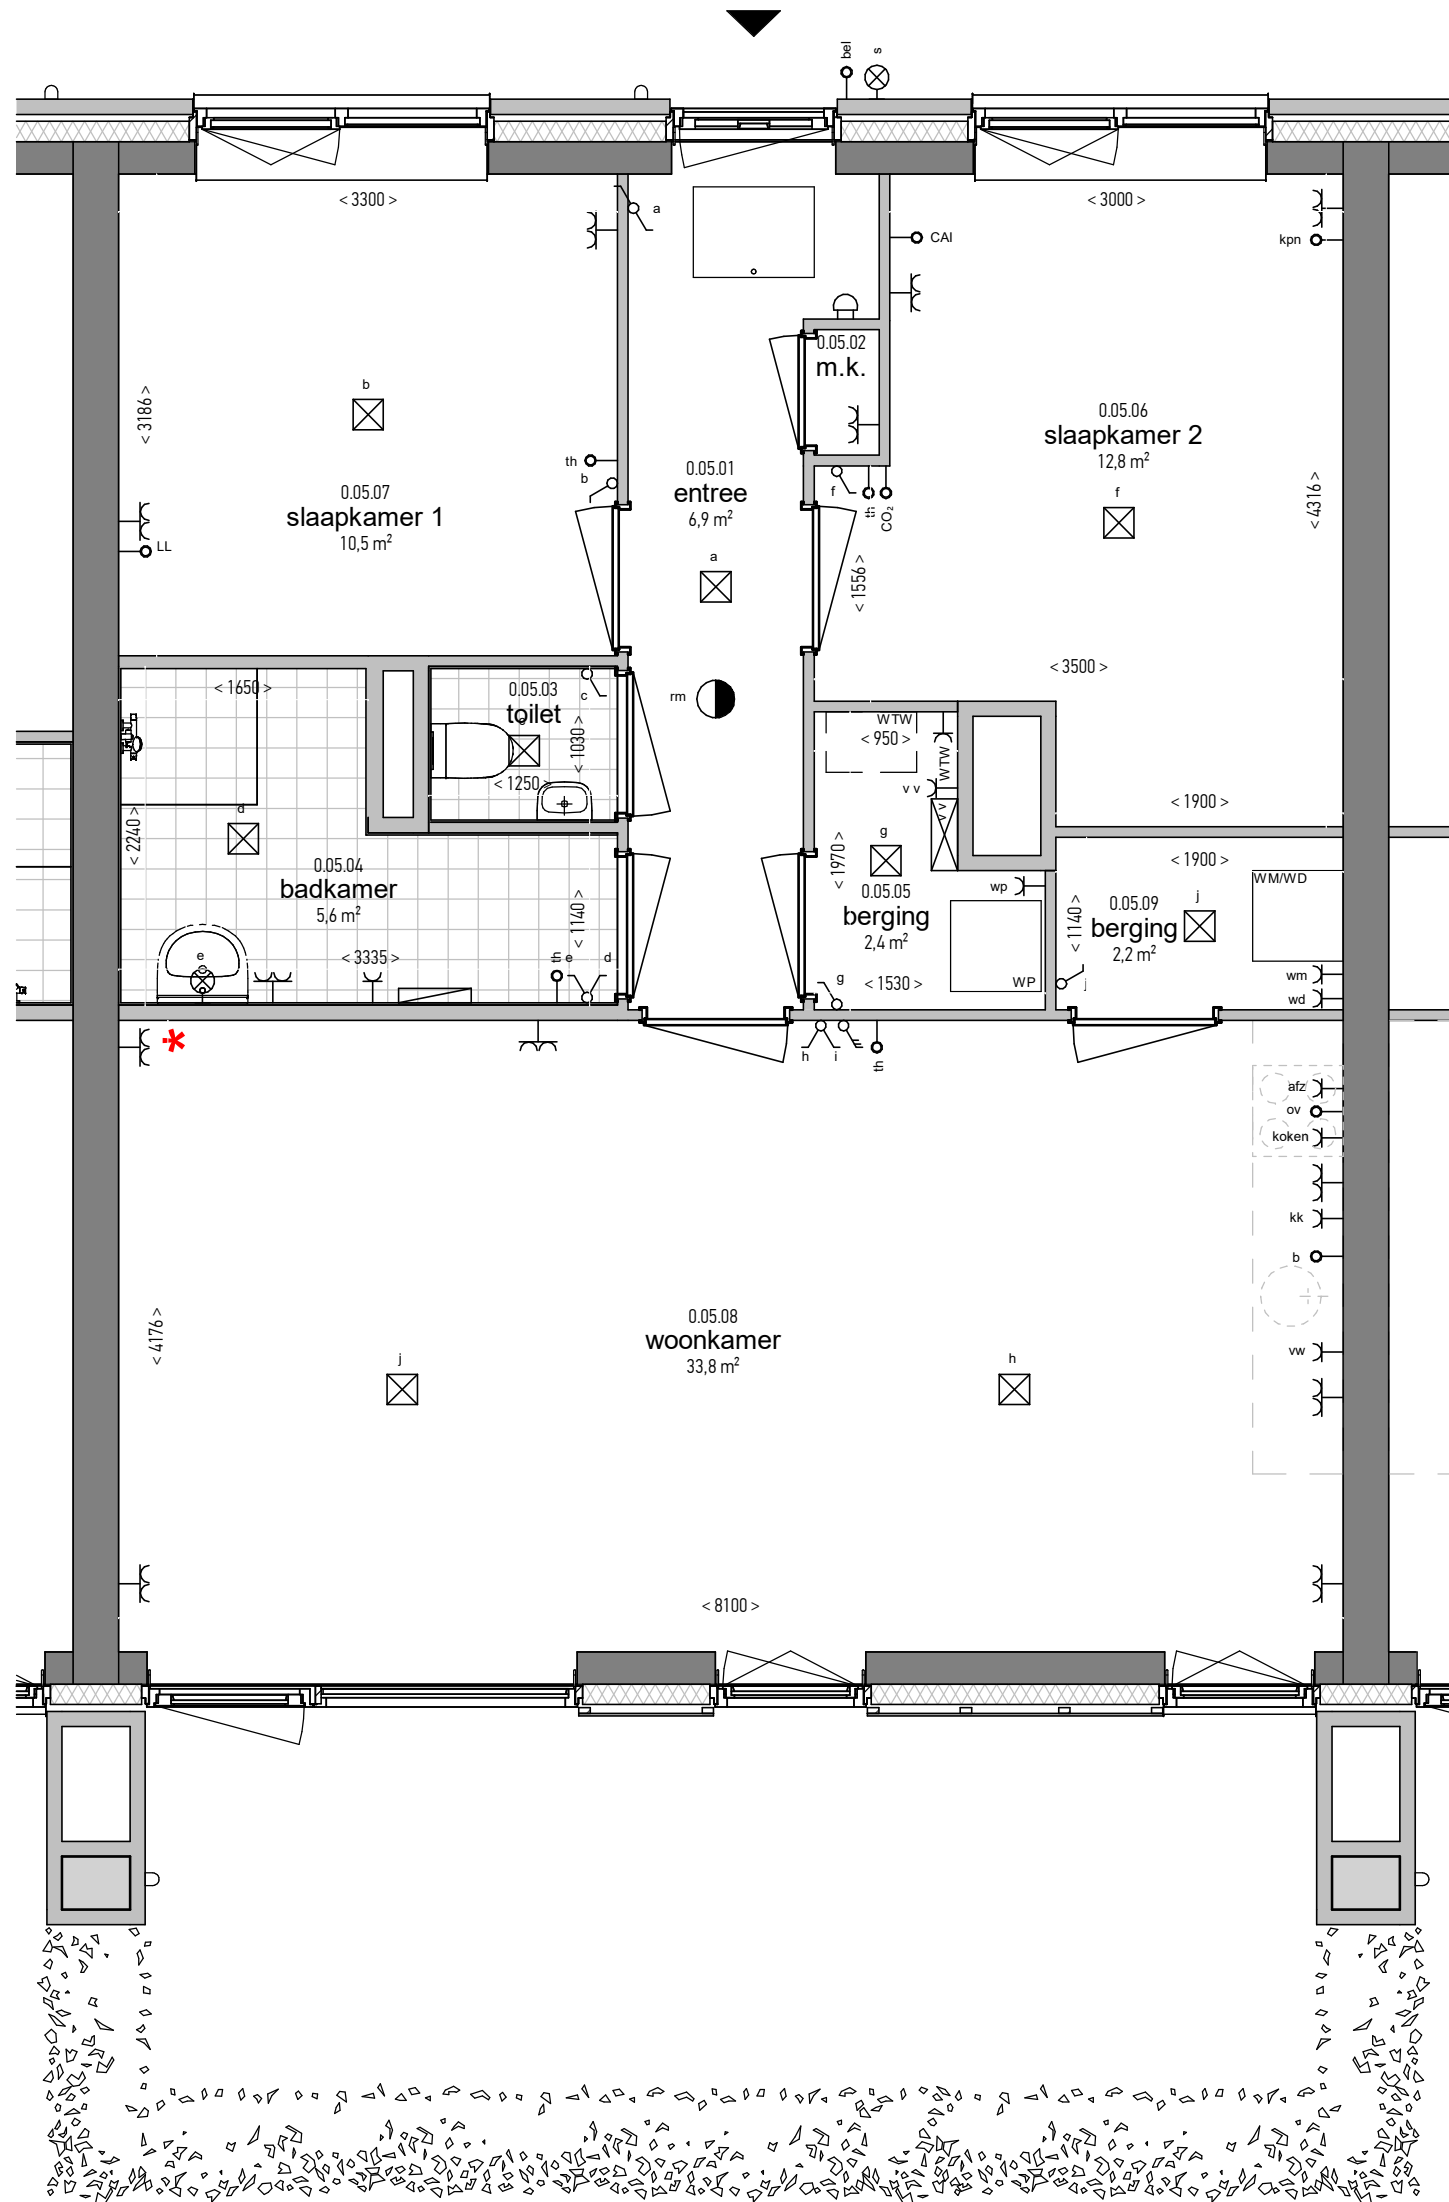 bel
s
< 3300 >
< 3000 >
a
CAI
kpn
0.05.02
m.k.
b
< 3186 >
0.05.06
slaapkamer 2
12,8 m²
th
b
0.05.01
entree
6,9 m²
f
CO₂
f
< 4316 >
0.05.07
slaapkamer 1
10,5 m²
LL
a
< 1556 >
< 3500 >
< 1650 >
0.05.03
toilet
c
c
< 1030 >
< 1250 >
rm
WTW
< 950 >
WTW
v v
v v
< 1900 >
d
< 2240 >
0.05.04
badkamer
5,6 m²
< 1140 >
< 3335 >
e
th
e
d
g
< 1970 >
0.05.05
berging
2,4 m²
wp
WP
< 1530 >
g
< 1900 >
WM/WD
j
0.05.09
berging
2,2 m²
< 1140 >
j
wm
wd
*
h
i
th
afz
ov
koken
kk
b
vw
< 4176 >
0.05.08
woonkamer
33,8 m²
j
h
< 8100 >